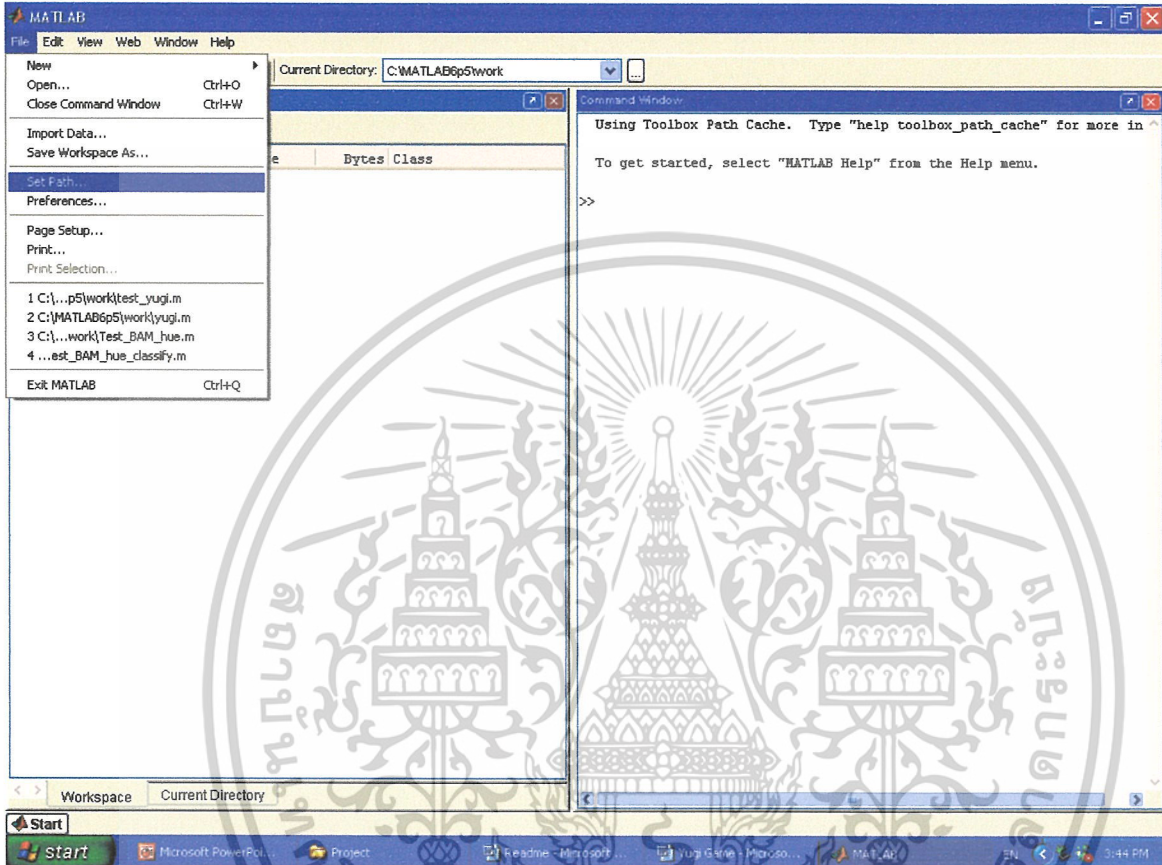 MATLAB
File Edit View Web Window Help
New
Open... Ctrl+O
Close Command Window Ctrl+W
Import Data...
Save Workspace As...
Set Path...
Preferences...
Page Setup...
Print...
Print Selection...
1 C:\...p5\work\test_yugi.m
2 C:\MATLAB6p5\work\yugi.m
3 C:\...work\Test_BAM_hue.m
4 ...est_BAM_hue_classify.m
Exit MATLAB Ctrl+Q
Current Directory: C:\MATLAB6p5\work
...
Bytes Class
Workspace Current Directory
Command Window
Using Toolbox Path Cache. Type "help toolbox_path_cache" for more in
To get started, select "MATLAB Help" from the Help menu.
>>
Start
start Microsoft PowerPoi... Project Readme - Microsoft ... Yugi Game - Microso... MATLAB EN 3:44 PM